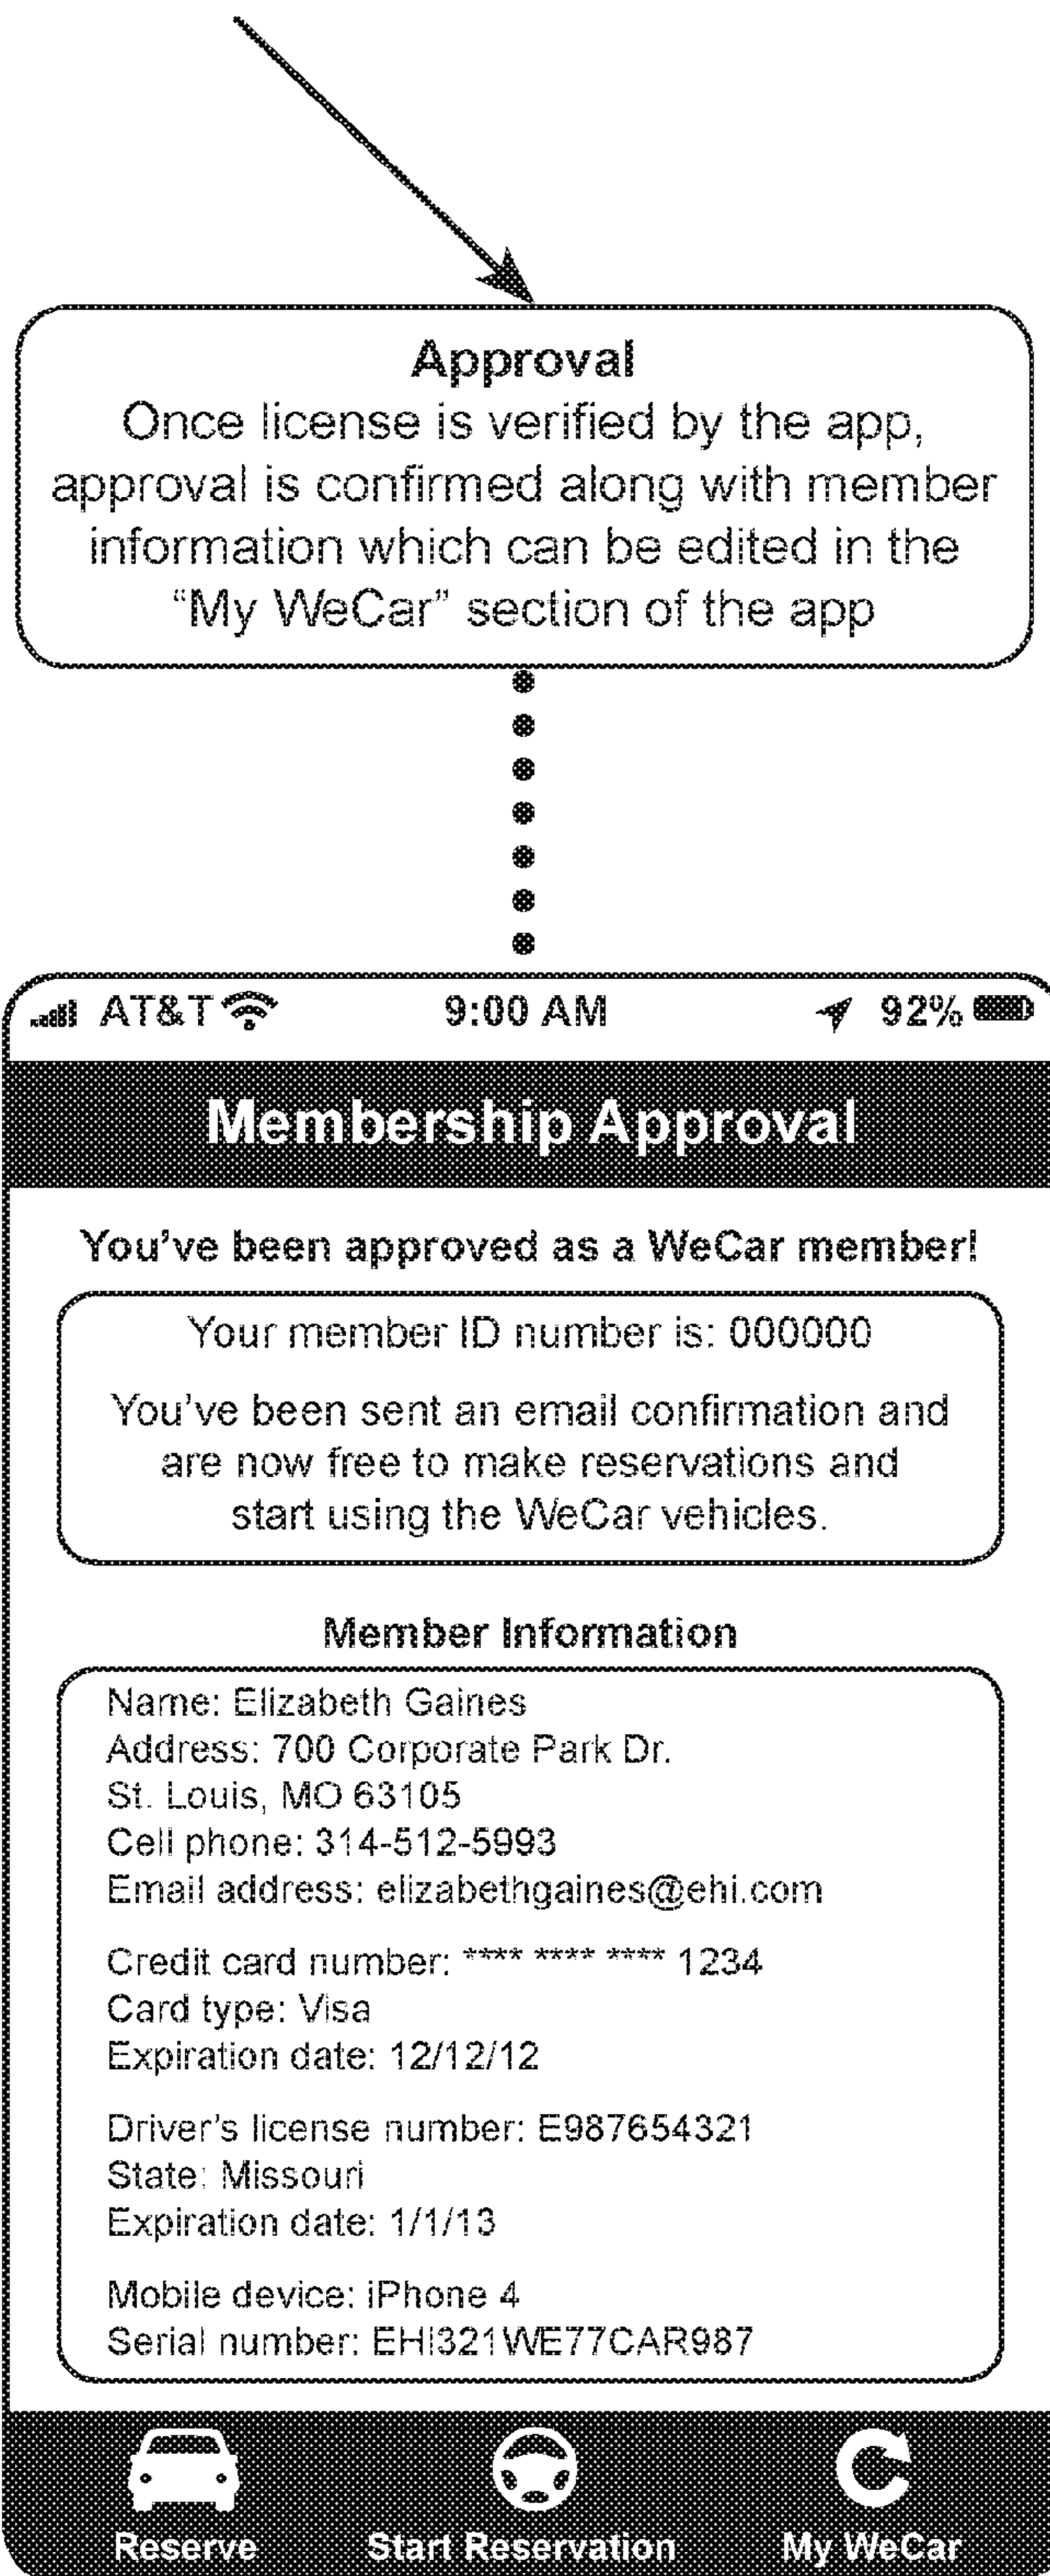 Approval
Once license is verified by the app,
approval is confirmed along with member
information which can be edited in the
“My WeCar” section of the app
AT&T 9:00 AM 92%
Membership Approval
You’ve been approved as a WeCar member!
Your member ID number is: 000000
You’ve been sent an email confirmation and
are now free to make reservations and
start using the WeCar vehicles.
Member Information
Name: Elizabeth Gaines
Address: 700 Corporate Park Dr.
St. Louis, MO 63105
Cell phone: 314-512-5993
Email address: elizabethgaines@ehi.com
Credit card number: **** **** **** 1234
Card type: Visa
Expiration date: 12/12/12
Driver’s license number: E987654321
State: Missouri
Expiration date: 1/1/13
Mobile device: iPhone 4
Serial number: EHI321WE77CAR987
Reserve Start Reservation My WeCar